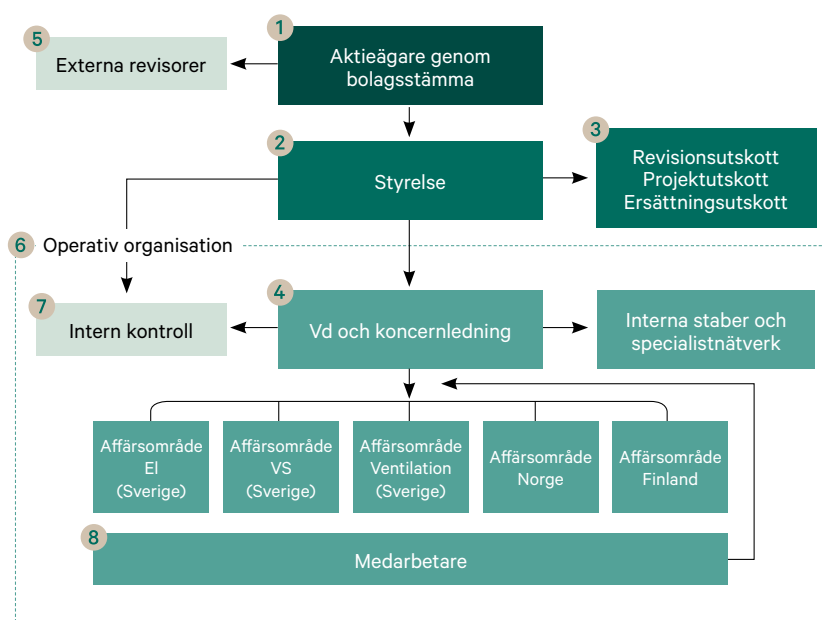 5
Externa revisorer
1
Aktieägare genom
bolagsstämma
2
Styrelse
3
Revisionsutskott
Projektutskott
Ersättningsutskott
6
Operativ organisation
7
Intern kontroll
4
Vd och koncernledning
Interna staber och
specialistnätverk
Affärsområde
El
(Sverige)
Affärsområde
VS
(Sverige)
Affärsområde
Ventilation
(Sverige)
Affärsområde
Norge
Affärsområde
Finland
8
Medarbetare